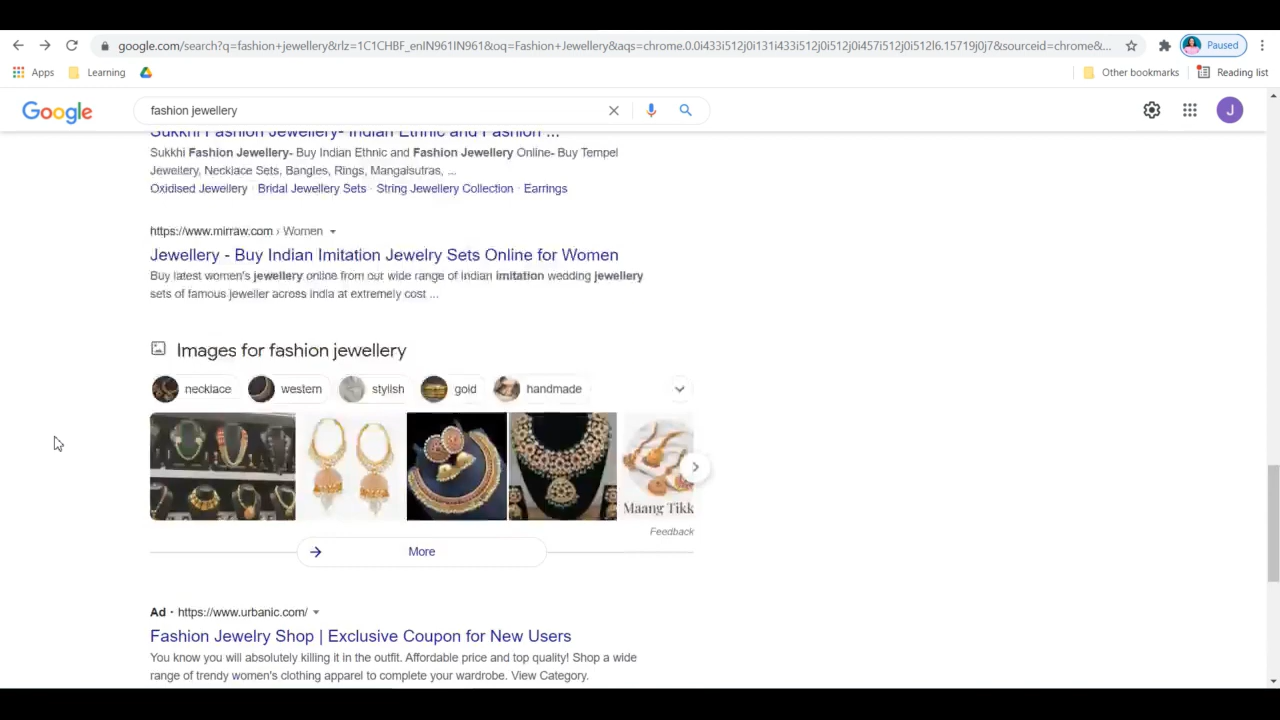 google.com/search?q=fashion+jewellery&rlz=1C1CHBF_enIN961IN961&oq=Fashion+Jewellery&aqs=chrome.0.0i433i512j0i131i433i512j0i512j0i457i512j0i512l6.15719j0j7&sourceid=chrome&...
Paused
Apps
Learning
Other bookmarks
Reading list
Google
fashion jewellery
J
Sukkhi Fashion Jewellery- Indian Ethnic and Fashion ...
Sukkhi Fashion Jewellery- Buy Indian Ethnic and Fashion Jewellery Online- Buy Tempel
Jewellery, Necklace Sets, Bangles, Rings, Mangalsutras, ...
Oxidised Jewellery · Bridal Jewellery Sets · String Jewellery Collection · Earrings
https://www.mirraw.com › Women
Jewellery - Buy Indian Imitation Jewelry Sets Online for Women
Buy latest women's jewellery online from our wide range of Indian imitation wedding jewellery
sets of famous jeweller across india at extremely cost ...
Images for fashion jewellery
necklace
western
stylish
gold
handmade
Maang Tikk
Feedback
More
Ad · https://www.urbanic.com/
Fashion Jewelry Shop | Exclusive Coupon for New Users
You know you will absolutely killing it in the outfit. Affordable price and top quality! Shop a wide
range of trendy women's clothing apparel to complete your wardrobe. View Category.